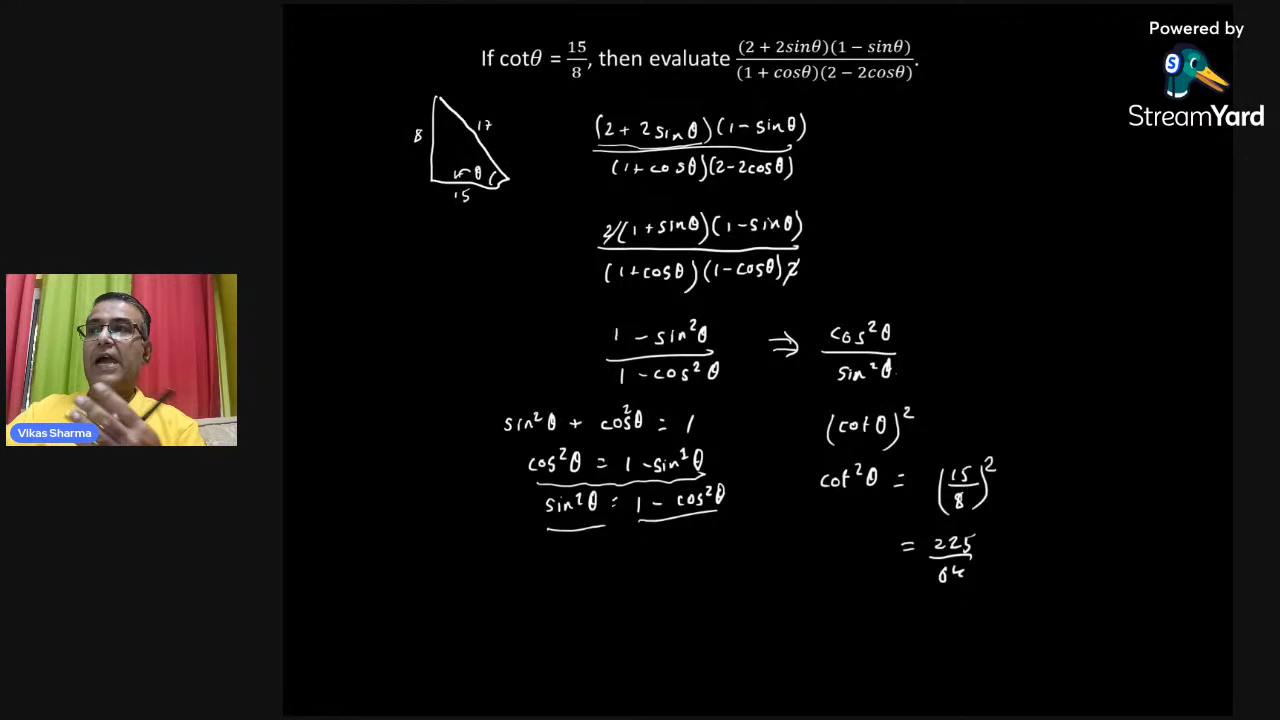 Powered by
StreamYard
If cotθ = 15/8, then evaluate (2 + 2sinθ)(1 − sinθ)/(1 + cosθ)(2 − 2cosθ).
8
17
θ
15
(2 + 2sinθ)(1 − sinθ)
(1 + cosθ)(2 − 2cosθ)
2(1 + sinθ)(1 − sinθ)
(1 + cosθ)(1 − cosθ)2
1 − sin²θ ⇒ cos²θ
1 − cos²θ sin²θ
sin²θ + cos²θ = 1 (cotθ)²
cos²θ = 1 − sin²θ cot²θ = (15/8)²
sin²θ = 1 − cos²θ
= 225
64
Vikas Sharma